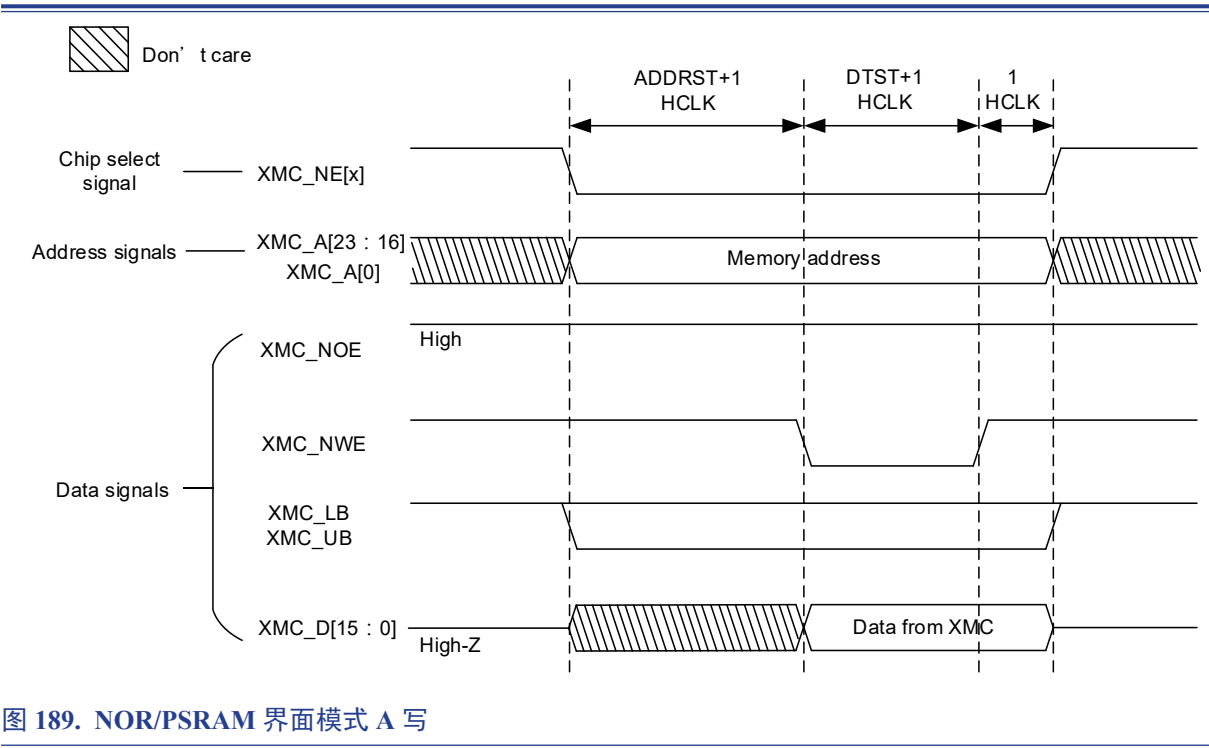 Don’ t care
ADDRST+1
HCLK
DTST+1
HCLK
1
HCLK
Chip select
signal
XMC_NE[x]
Address signals
XMC_A[23：16]
XMC_A[0]
Memory address
High
XMC_NOE
XMC_NWE
Data signals
XMC_LB
XMC_UB
XMC_D[15：0]
High-Z
Data from XMC
图 189. NOR/PSRAM 界面模式 A 写